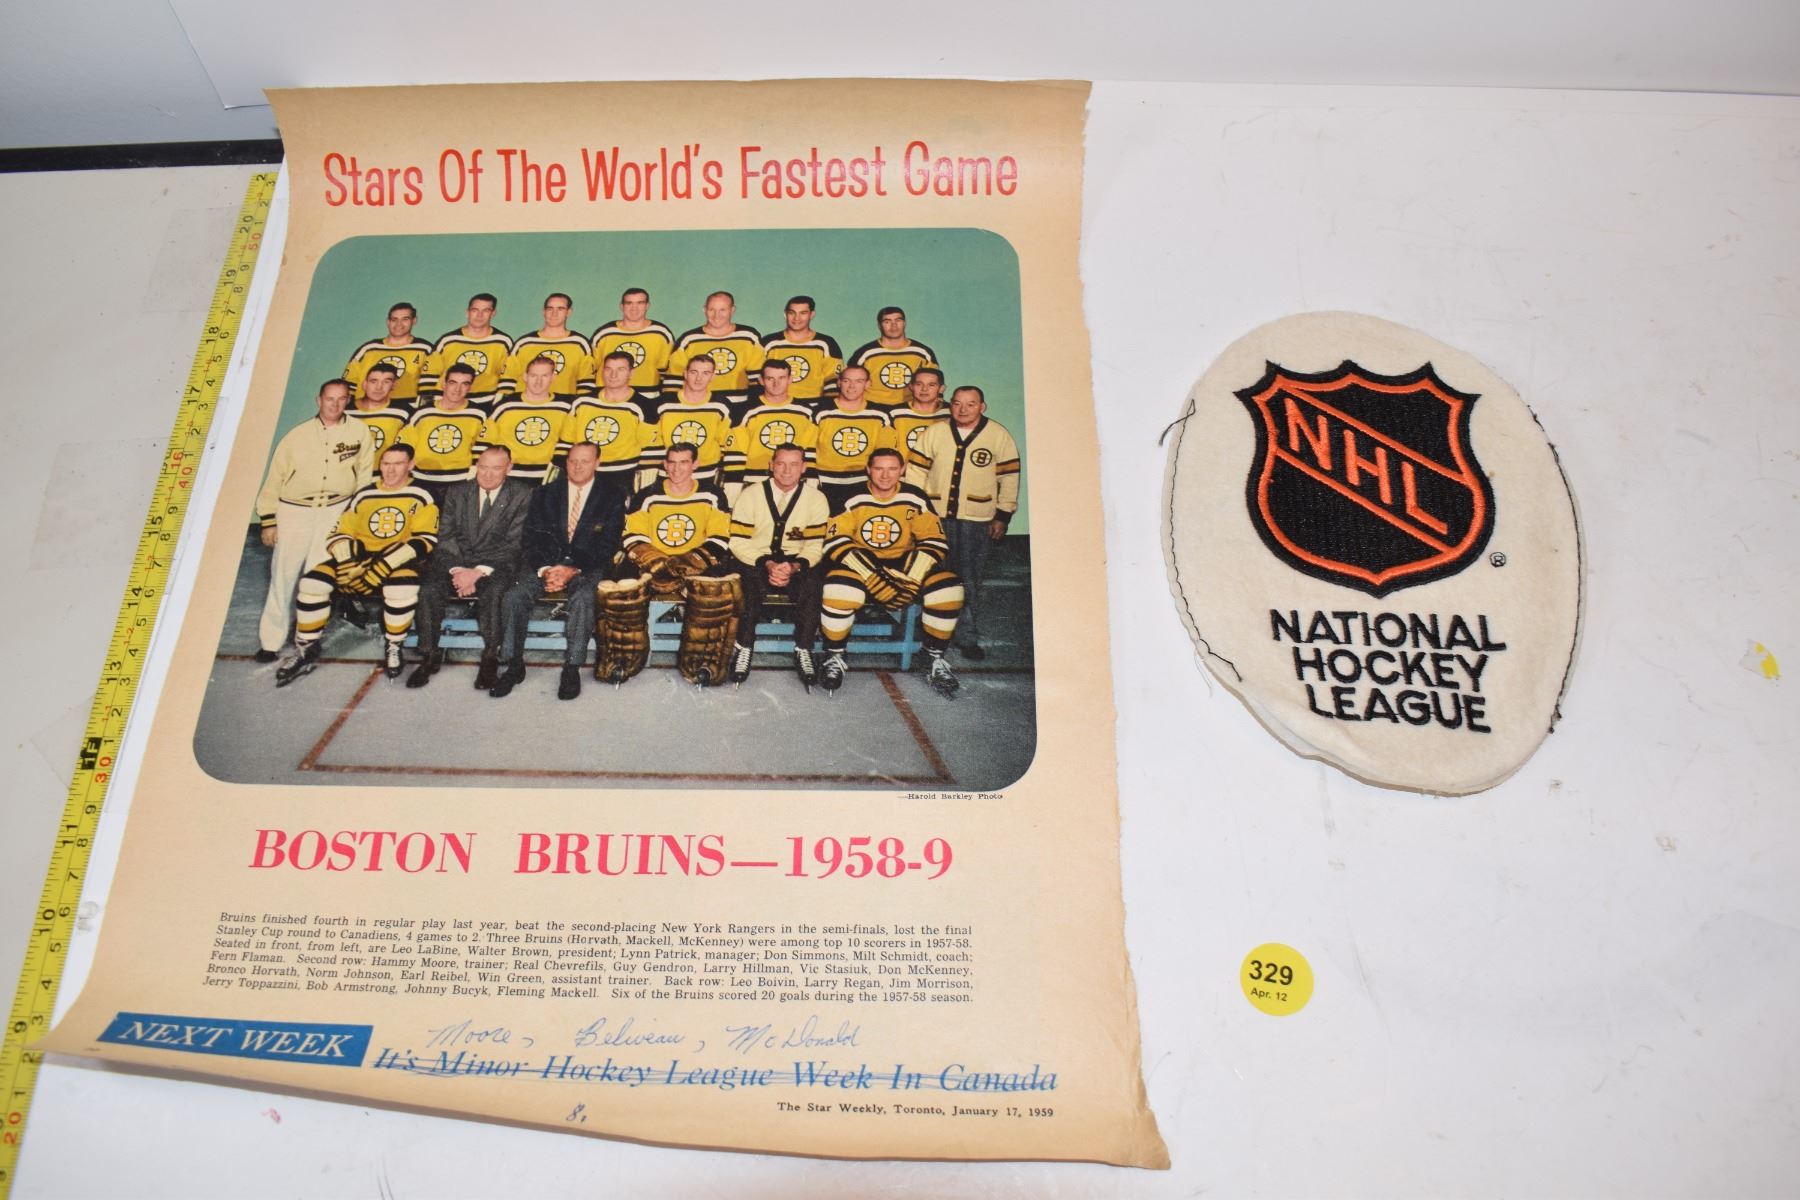 Stars Of The World's Fastest Game
—Harold Barkley Photo
BOSTON BRUINS—1958-9
Bruins finished fourth in regular play last year, beat the second-placing New York Rangers in the semi-finals, lost the final
Stanley Cup round to Canadiens, 4 games to 2. Three Bruins (Horvath, Mackell, McKenney) were among top 10 scorers in 1957-58.
Seated in front, from left, are Leo LaBine, Walter Brown, president; Lynn Patrick, manager; Don Simmons, Milt Schmidt, coach;
Fern Flaman. Second row: Hammy Moore, trainer; Real Chevrefils, Guy Gendron, Larry Hillman, Vic Stasiuk, Don McKenney,
Bronco Horvath, Norm Johnson, Earl Reibel, Win Green, assistant trainer. Back row: Leo Boivin, Larry Regan, Jim Morrison,
Jerry Toppazzini, Bob Armstrong, Johnny Bucyk, Fleming Mackell. Six of the Bruins scored 20 goals during the 1957-58 season.
NEXT WEEK
Moore, Beliveau, McDonald
It's Minor Hockey League Week In Canada
The Star Weekly, Toronto, January 17, 1959
8.
NHL
®
NATIONAL
HOCKEY
LEAGUE
329
Apr. 12